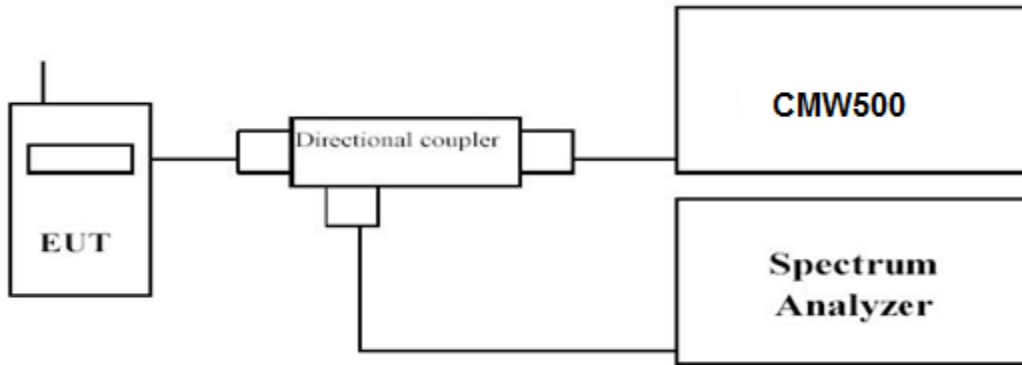 CMW500
Directional coupler
EUT
Spectrum
Analyzer